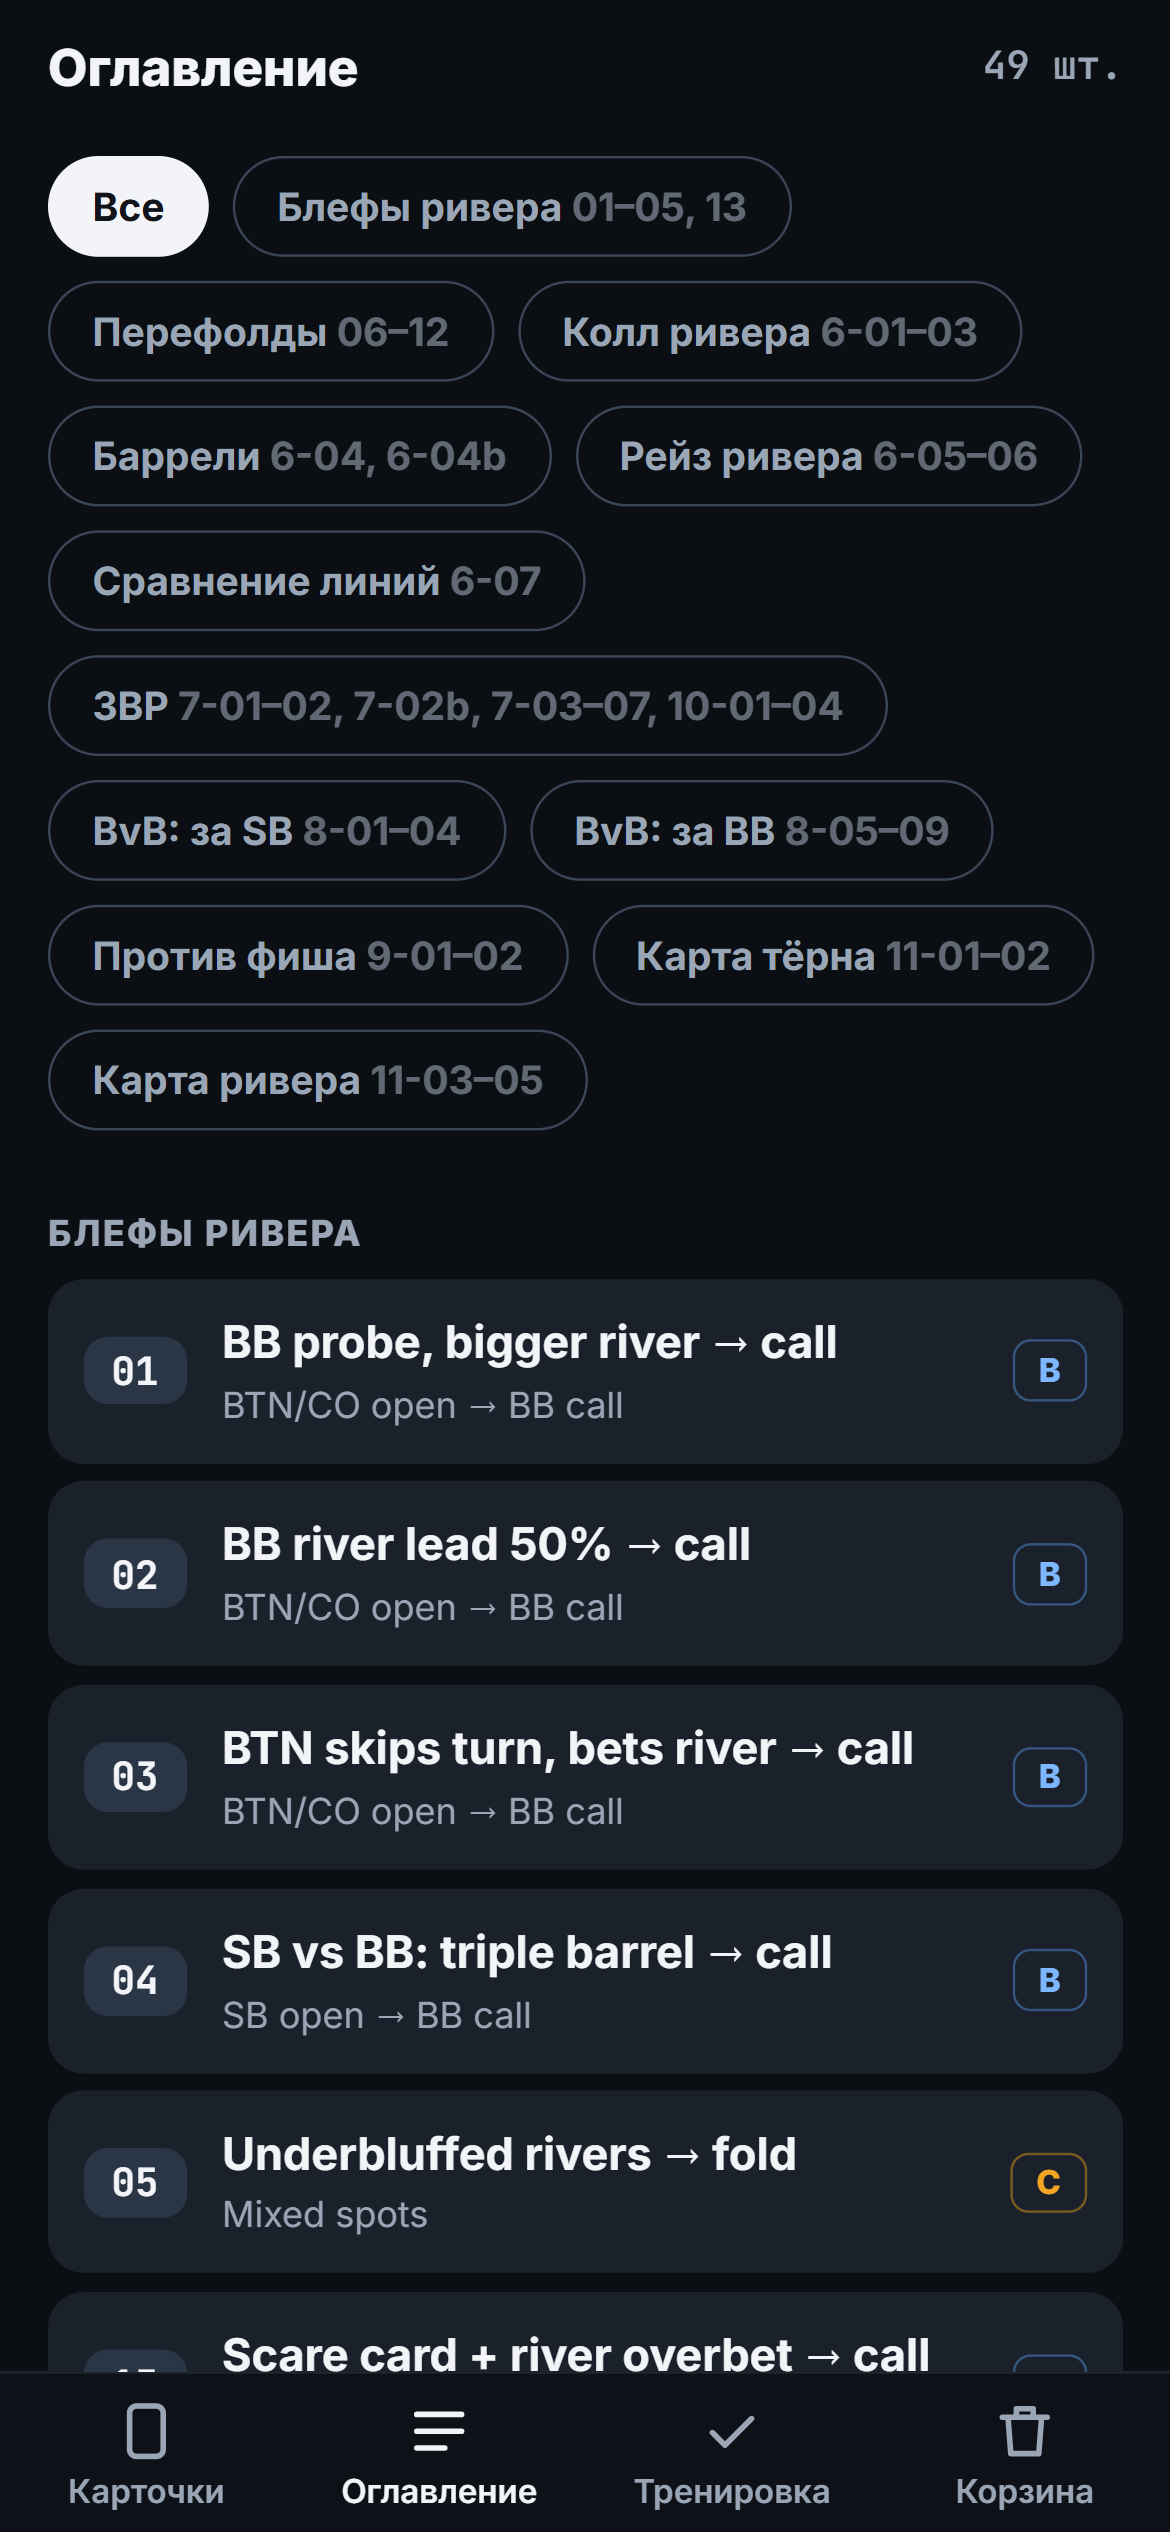 Оглавление 49 шт.
Все Блефы ривера 01–05, 13
Перефолды 06–12 Колл ривера 6-01–03
Баррели 6-04, 6-04b Рейз ривера 6-05–06
Сравнение линий 6-07
3BP 7-01–02, 7-02b, 7-03–07, 10-01–04
BvB: за SB 8-01–04 BvB: за BB 8-05–09
Против фиша 9-01–02 Карта тёрна 11-01–02
Карта ривера 11-03–05
БЛЕФЫ РИВЕРА
01 BB probe, bigger river → call B
BTN/CO open → BB call
02 BB river lead 50% → call B
BTN/CO open → BB call
03 BTN skips turn, bets river → call B
BTN/CO open → BB call
04 SB vs BB: triple barrel → call B
SB open → BB call
05 Underbluffed rivers → fold C
Mixed spots
Scare card + river overbet → call
Карточки Оглавление Тренировка Корзина